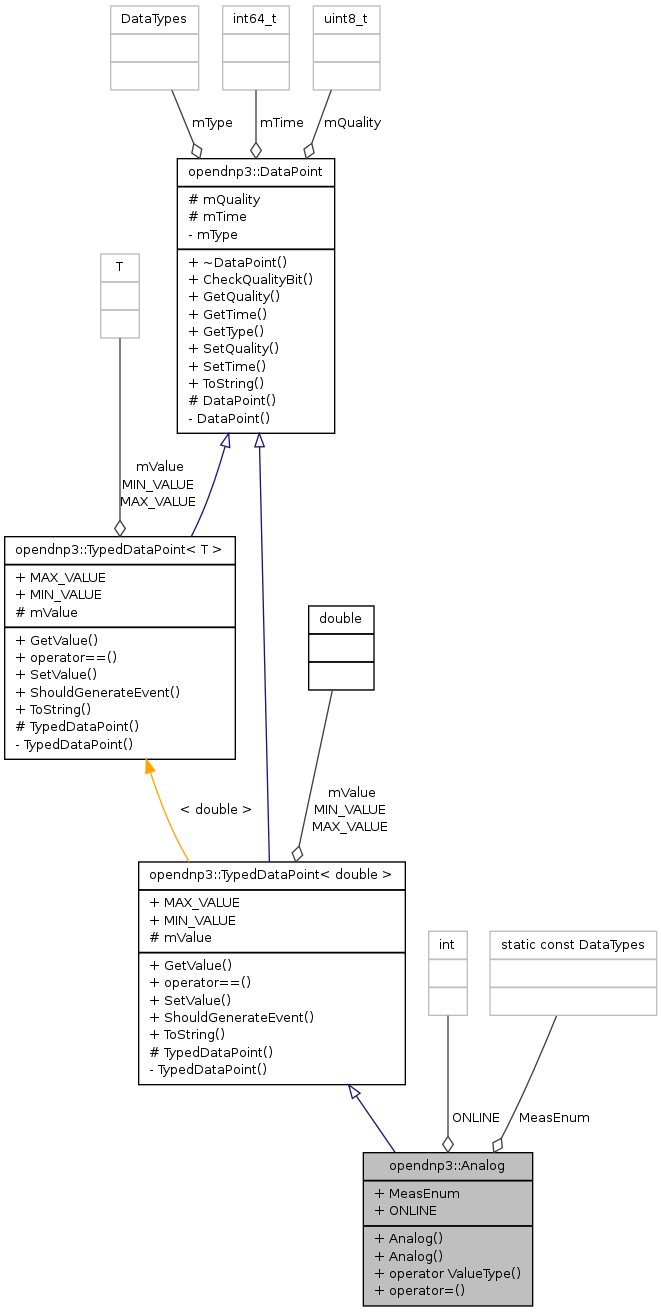 DataTypes
int64_t
uint8_t
mType
mTime
mQuality
opendnp3::DataPoint
# mQuality
# mTime
- mType
+ ~DataPoint()
+ CheckQualityBit()
+ GetQuality()
+ GetTime()
+ GetType()
+ SetQuality()
+ SetTime()
+ ToString()
# DataPoint()
- DataPoint()
T
mValue
MIN_VALUE
MAX_VALUE
opendnp3::TypedDataPoint< T >
+ MAX_VALUE
+ MIN_VALUE
# mValue
+ GetValue()
+ operator==()
+ SetValue()
+ ShouldGenerateEvent()
+ ToString()
# TypedDataPoint()
- TypedDataPoint()
double
< double >
mValue
MIN_VALUE
MAX_VALUE
opendnp3::TypedDataPoint< double >
+ MAX_VALUE
+ MIN_VALUE
# mValue
+ GetValue()
+ operator==()
+ SetValue()
+ ShouldGenerateEvent()
+ ToString()
# TypedDataPoint()
- TypedDataPoint()
int
static const DataTypes
ONLINE
MeasEnum
opendnp3::Analog
+ MeasEnum
+ ONLINE
+ Analog()
+ Analog()
+ operator ValueType()
+ operator=()